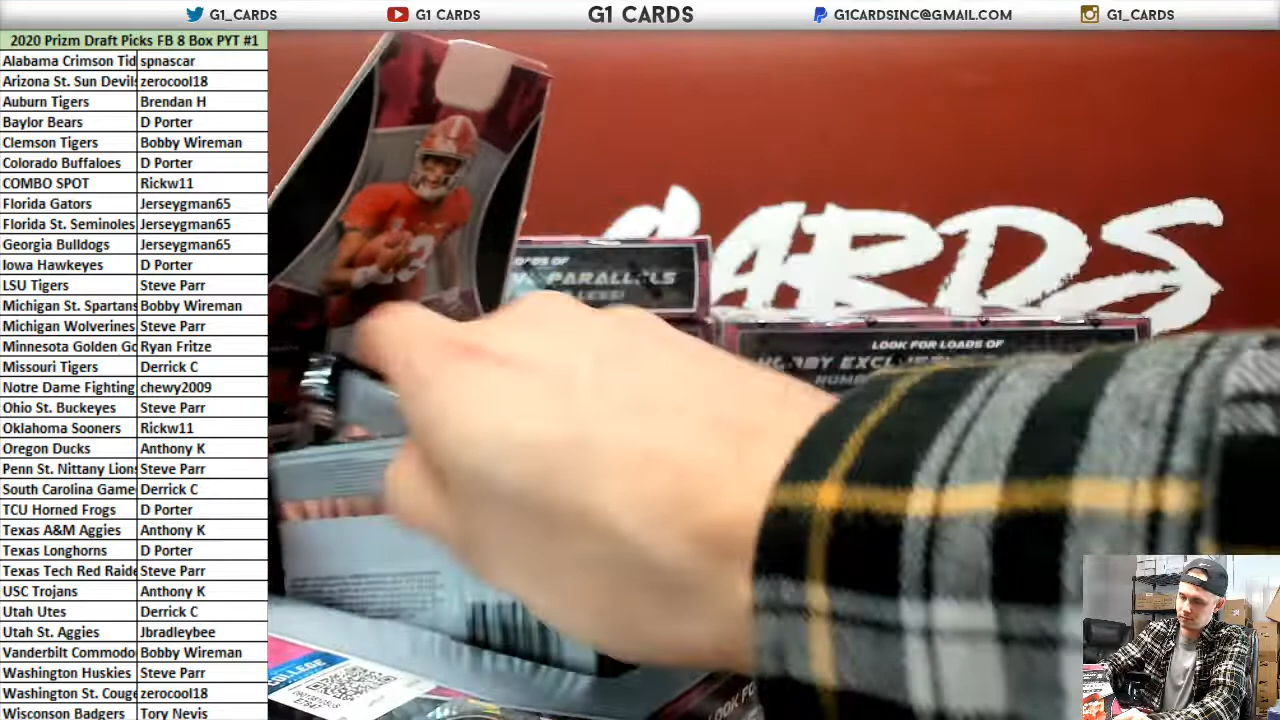 G1_CARDS G1 CARDS G1 CARDS G1CARDSINC@GMAIL.COM G1_CARDS
2020 Prizm Draft Picks FB 8 Box PYT #1
Alabama Crimson Tid spnascar
Arizona St. Sun Devils zerocool18
Auburn Tigers Brendan H
Baylor Bears D Porter
Clemson Tigers Bobby Wireman
Colorado Buffaloes D Porter
COMBO SPOT Rickw11
Florida Gators Jerseygman65
Florida St. Seminoles Jerseygman65
Georgia Bulldogs Jerseygman65
Iowa Hawkeyes D Porter
LSU Tigers Steve Parr
Michigan St. Spartans Bobby Wireman
Michigan Wolverines Steve Parr
Minnesota Golden Go Ryan Fritze
Missouri Tigers Derrick C
Notre Dame Fighting chewy2009
Ohio St. Buckeyes Steve Parr
Oklahoma Sooners Rickw11
Oregon Ducks Anthony K
Penn St. Nittany Lions Steve Parr
South Carolina Game Derrick C
TCU Horned Frogs D Porter
Texas A&M Aggies Anthony K
Texas Longhorns D Porter
Texas Tech Red Raide Steve Parr
USC Trojans Anthony K
Utah Utes Derrick C
Utah St. Aggies Jbradleybee
Vanderbilt Commodo Bobby Wireman
Washington Huskies Steve Parr
Washington St. Couge zerocool18
Wisconson Badgers Tory Nevis
CARDS
PARALLELS
LOOK FOR LOADS OF
COLLEGE
LOOK FO